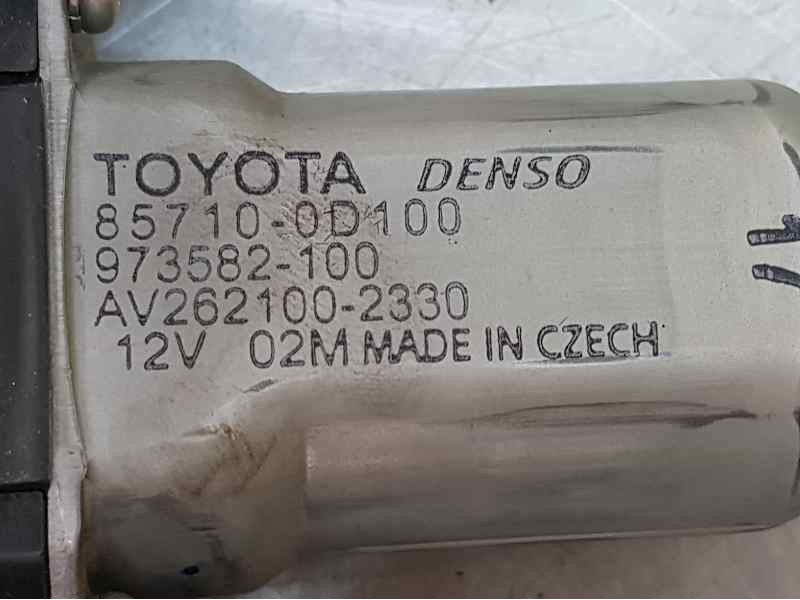 TOYOTA DENSO
85710-0D100
973582-100
AV262100-2330
12V 02M MADE IN CZECH